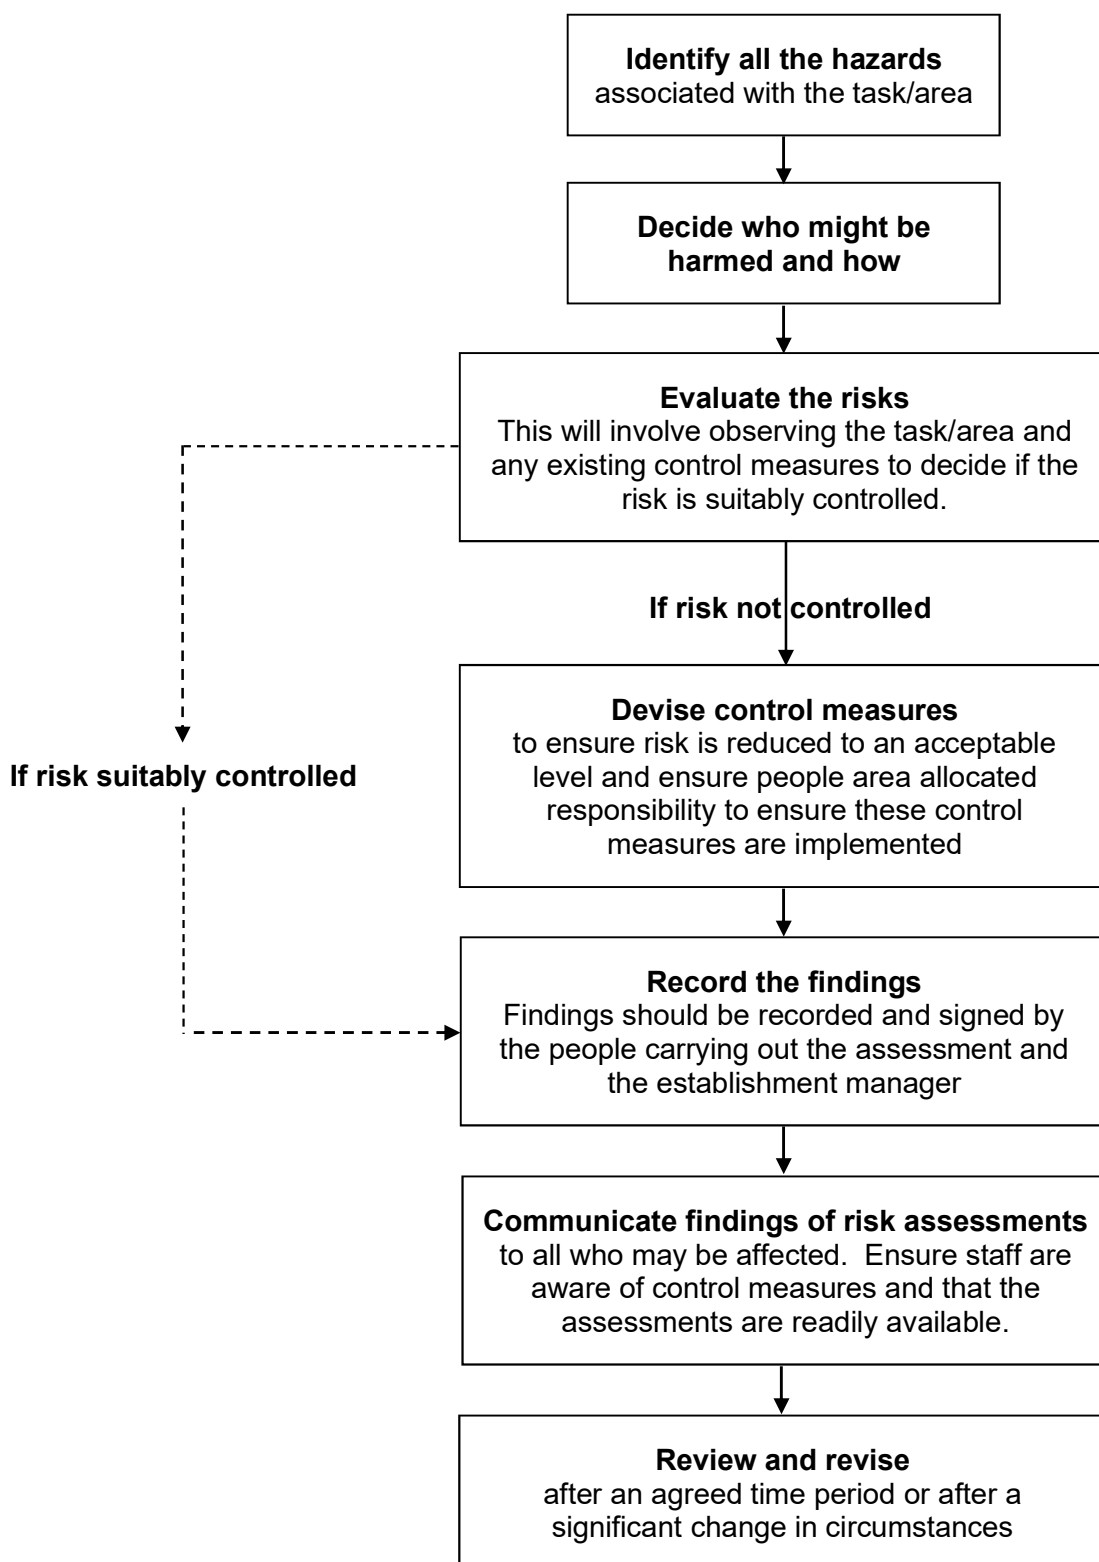 Identify all the hazards
associated with the task/area
Decide who might be
harmed and how
Evaluate the risks
This will involve observing the task/area and
any existing control measures to decide if the
risk is suitably controlled.
If risk not controlled
Devise control measures
to ensure risk is reduced to an acceptable
level and ensure people area allocated
responsibility to ensure these control
measures are implemented
If risk suitably controlled
Record the findings
Findings should be recorded and signed by
the people carrying out the assessment and
the establishment manager
Communicate findings of risk assessments
to all who may be affected.  Ensure staff are
aware of control measures and that the
assessments are readily available.
Review and revise
after an agreed time period or after a
significant change in circumstances